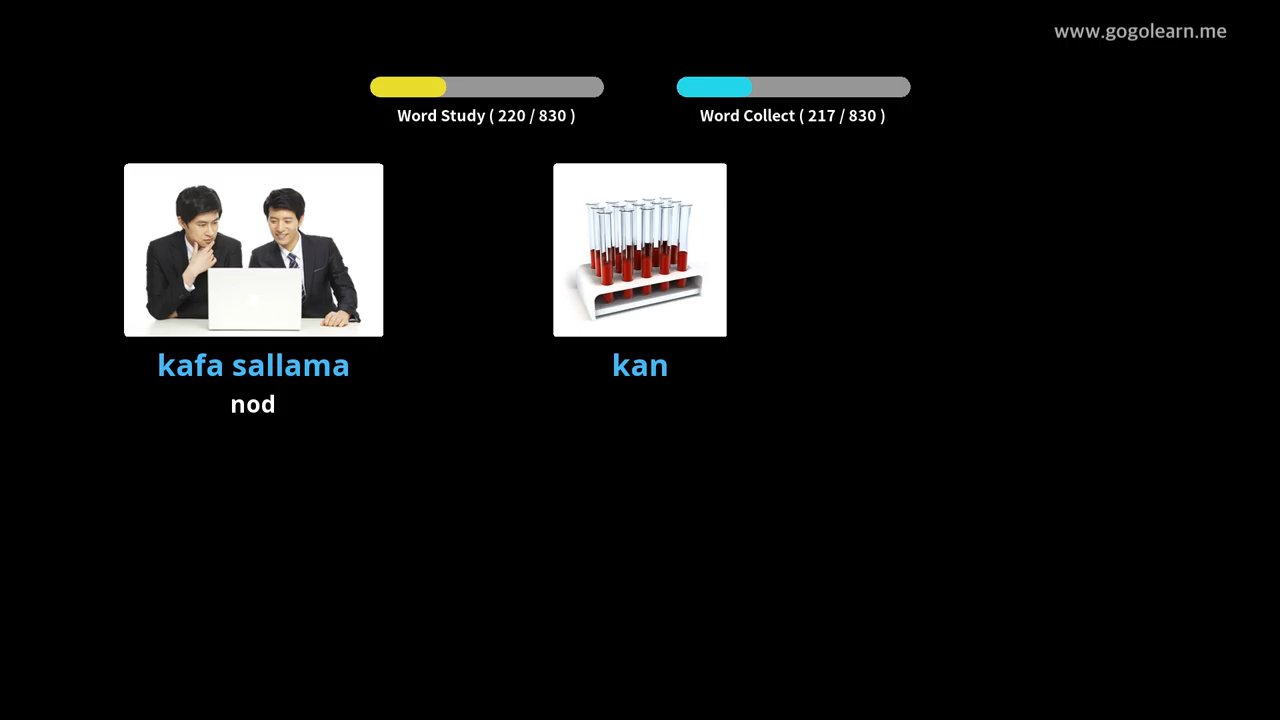 www.gogolearn.me
Word Study ( 220 / 830 )
Word Collect ( 217 / 830 )
kafa sallama
nod
kan